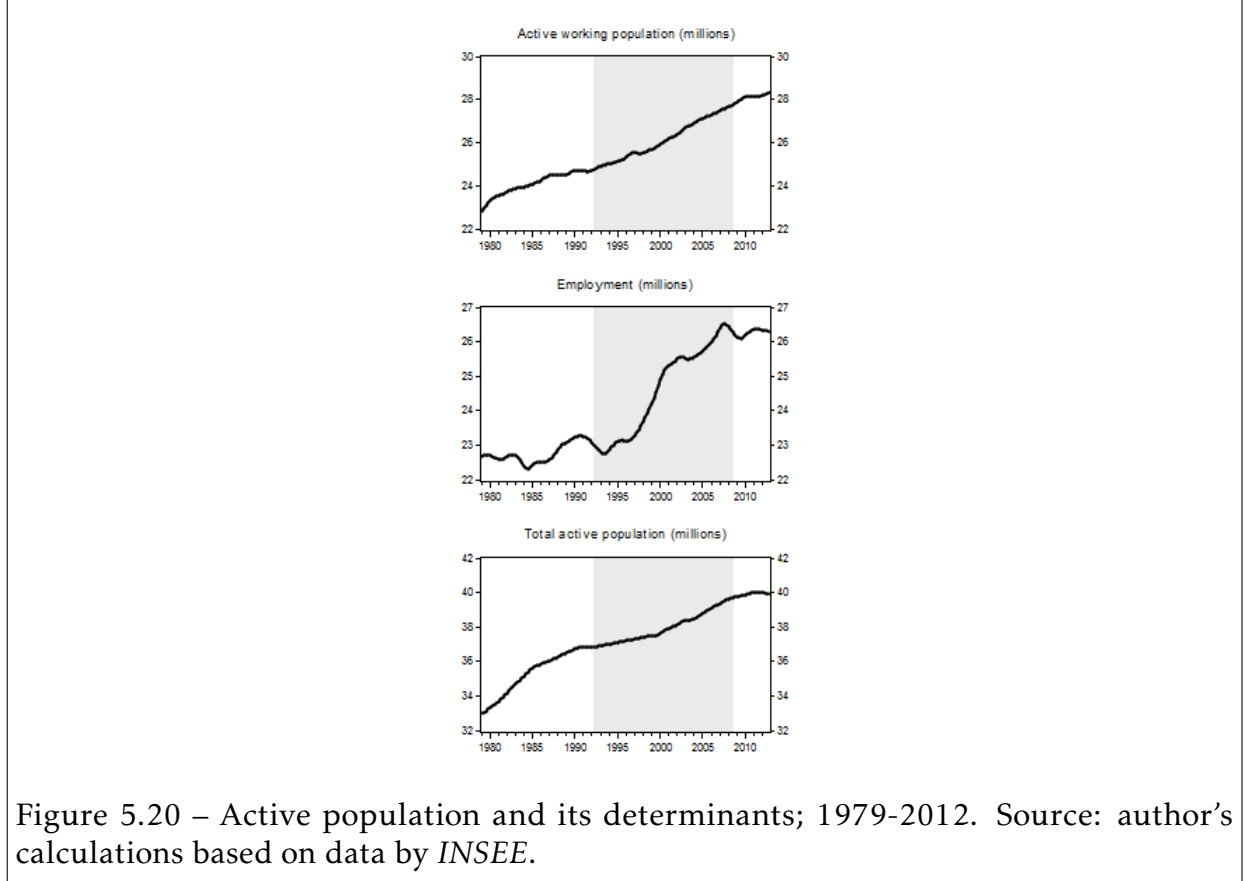 Active working population (millions)
30 30
28 28
26 26
24 24
22 22
1980 1985 1990 1995 2000 2005 2010
Employment (millions)
27 27
26 26
25 25
24 24
23 23
22 22
1980 1985 1990 1995 2000 2005 2010
Total active population (millions)
42 42
40 40
38 38
36 36
34 34
32 32
1980 1985 1990 1995 2000 2005 2010
Figure 5.20 – Active population and its determinants; 1979-2012. Source: author's
calculations based on data by INSEE.